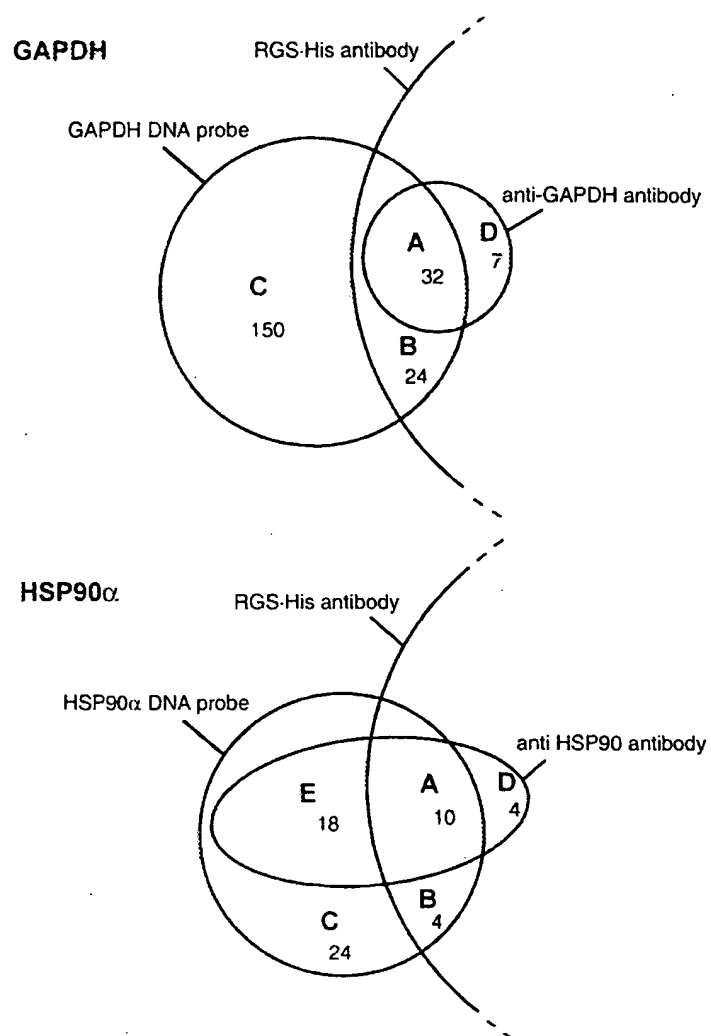 GAPDH
RGS·His antibody
GAPDH DNA probe
anti-GAPDH antibody
A
32
D
7
C
150
B
24
HSP90α
RGS·His antibody
HSP90α DNA probe
anti HSP90 antibody
E
18
A
10
D
4
B
4
C
24